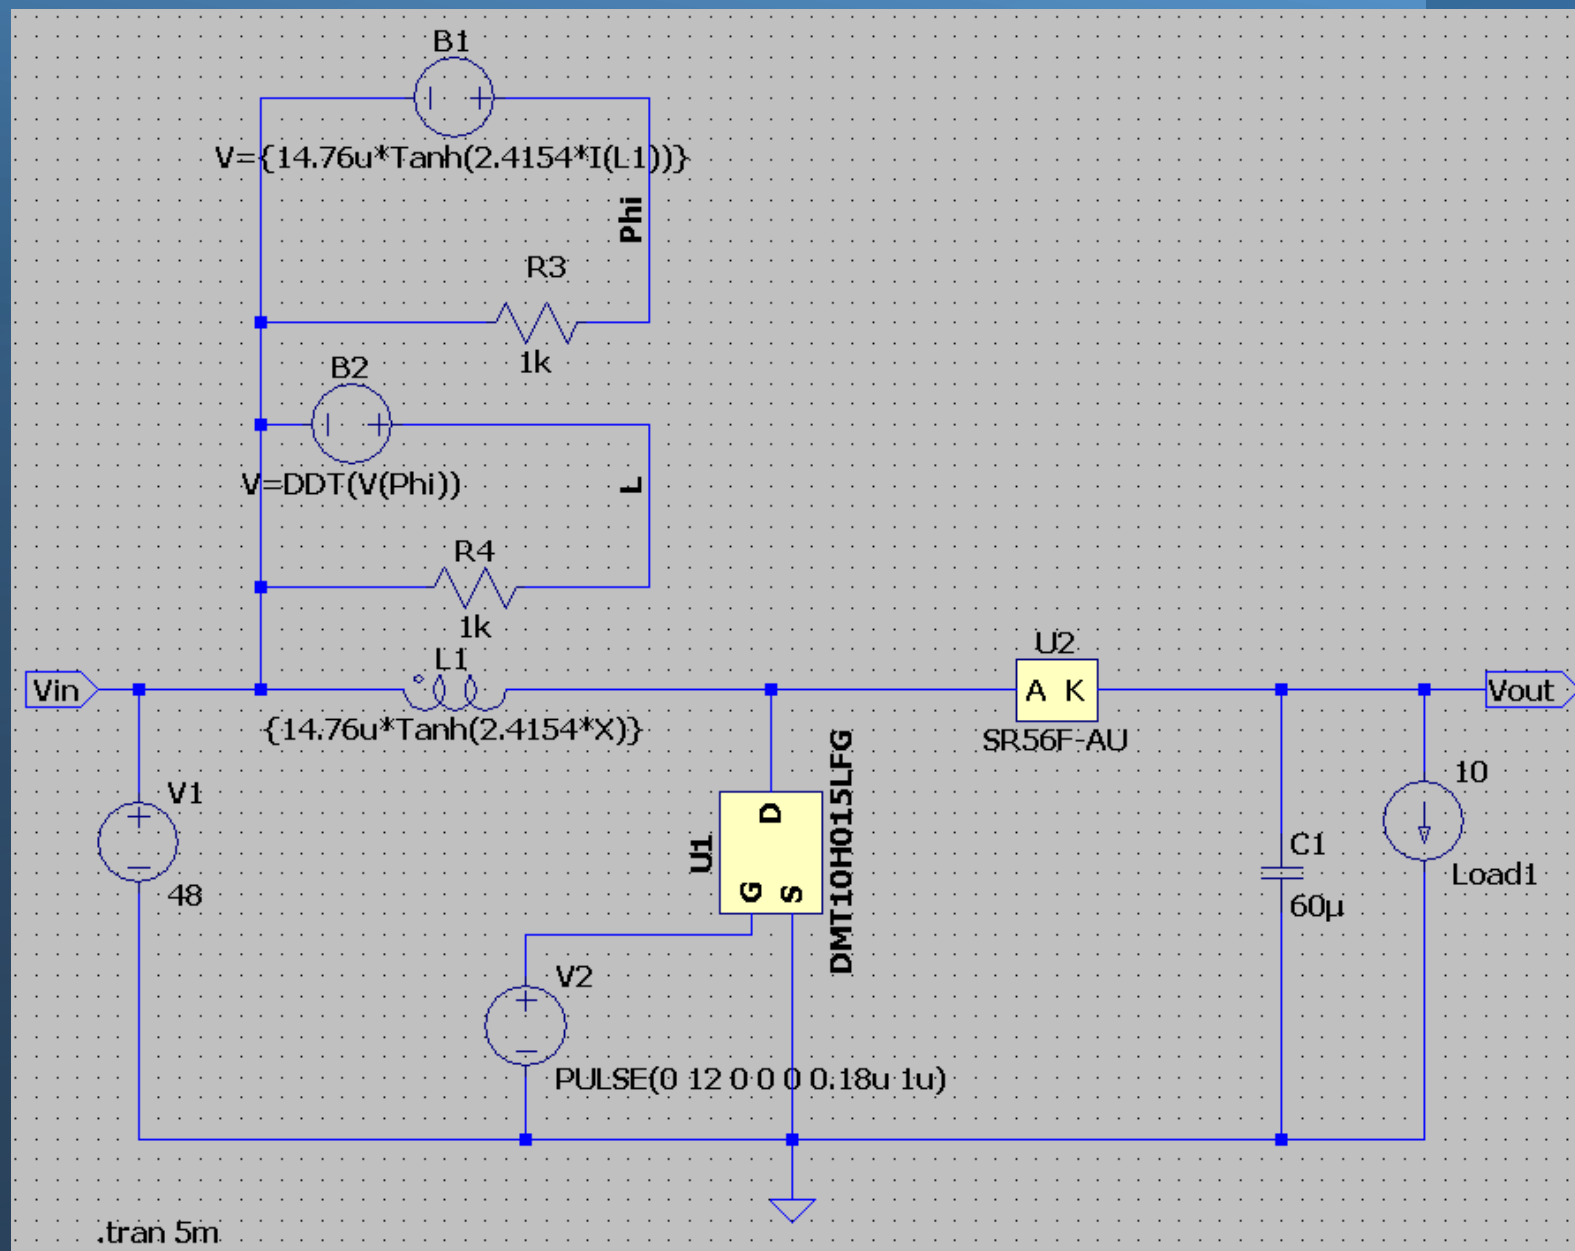 B1
V={14.76u*Tanh(2.4154*I(L1))}
Phi
R3
1k
B2
V=DDT(V(Phi))
L
R4
1k
Vin
L1
{14.76u*Tanh(2.4154*X)}
U2
A K
SR56F-AU
Vout
V1
48
U1
D
G
S
DMT10H015LFG
C1
60µ
10
Load1
V2
PULSE(0 12 0 0 0 0.18u 1u)
.tran 5m